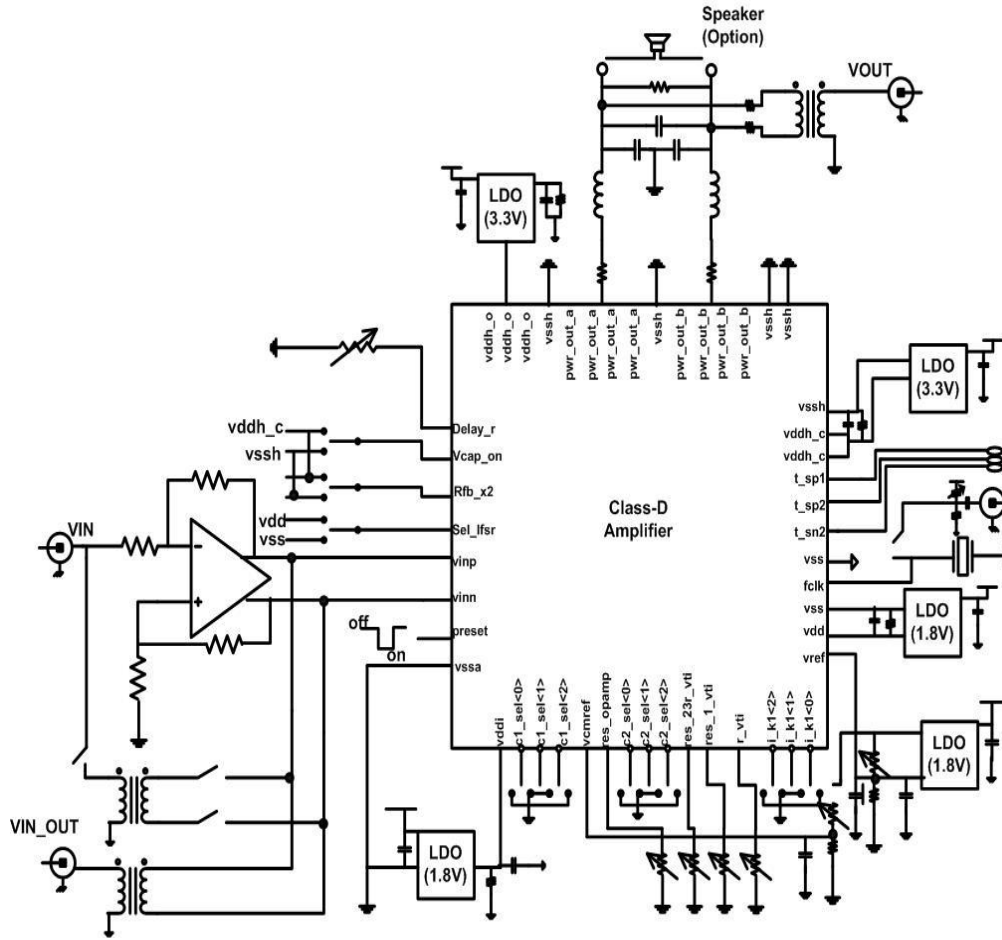 Speaker
(Option)
VOUT
LDO
(3.3V)
vddh_o
vddh_o
vddh_o
vssh
pwr_out_a
pwr_out_a
pwr_out_a
pwr_out_a
vssh
pwr_out_b
pwr_out_b
pwr_out_b
pwr_out_b
vssh
vssh
Delay_r
vddh_c
vssh
Vcap_on
Rfb_x2
vdd
vss
Sel_lfsr
VIN
vinp
vinn
off
on
preset
vssa
Class-D
Amplifier
vssh
vddh_c
vddh_c
t_sp1
t_sp2
t_sn2
vss
fclk
vss
vdd
vref
LDO
(3.3V)
LDO
(1.8V)
LDO
(1.8V)
vddi
c1_sel<0>
c1_sel<1>
c1_sel<2>
vcmref
res_opamp
c2_sel<0>
c2_sel<1>
c2_sel<2>
res_23r_vti
res_1_vti
r_vti
i_k1<2>
i_k1<1>
i_k1<0>
VIN_OUT
LDO
(1.8V)